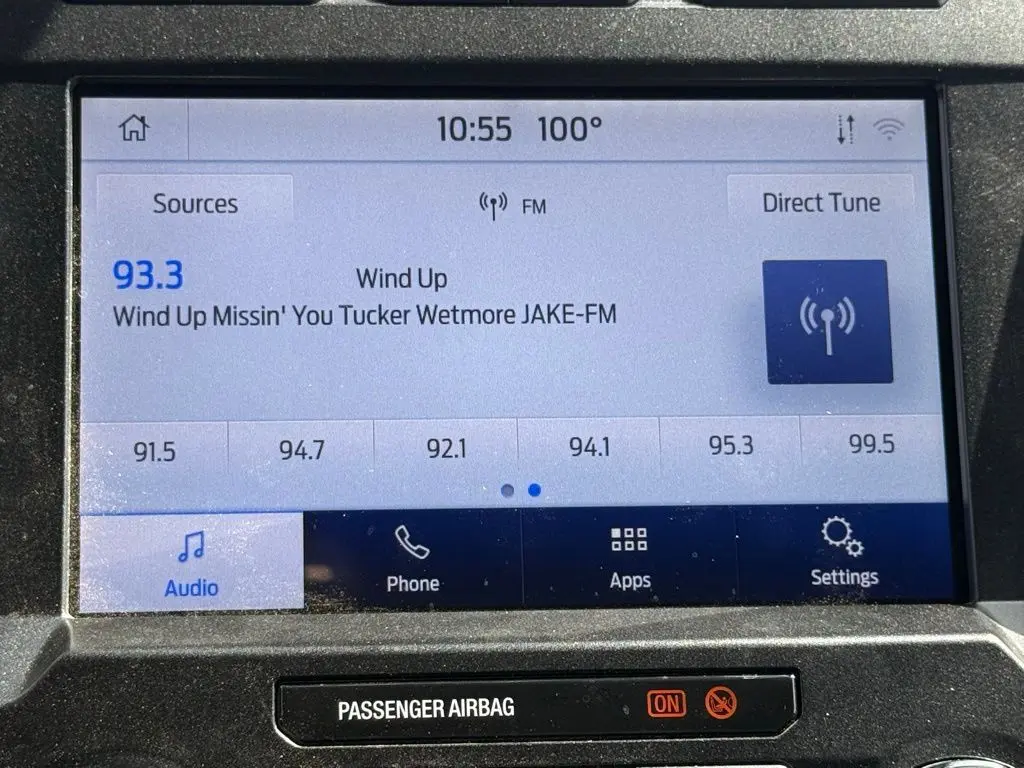 10:55 100°
Sources
FM
Direct Tune
93.3 Wind Up
Wind Up Missin' You Tucker Wetmore JAKE-FM
91.5 94.7 92.1 94.1 95.3 99.5
Audio Phone Apps Settings
PASSENGER AIRBAG ON